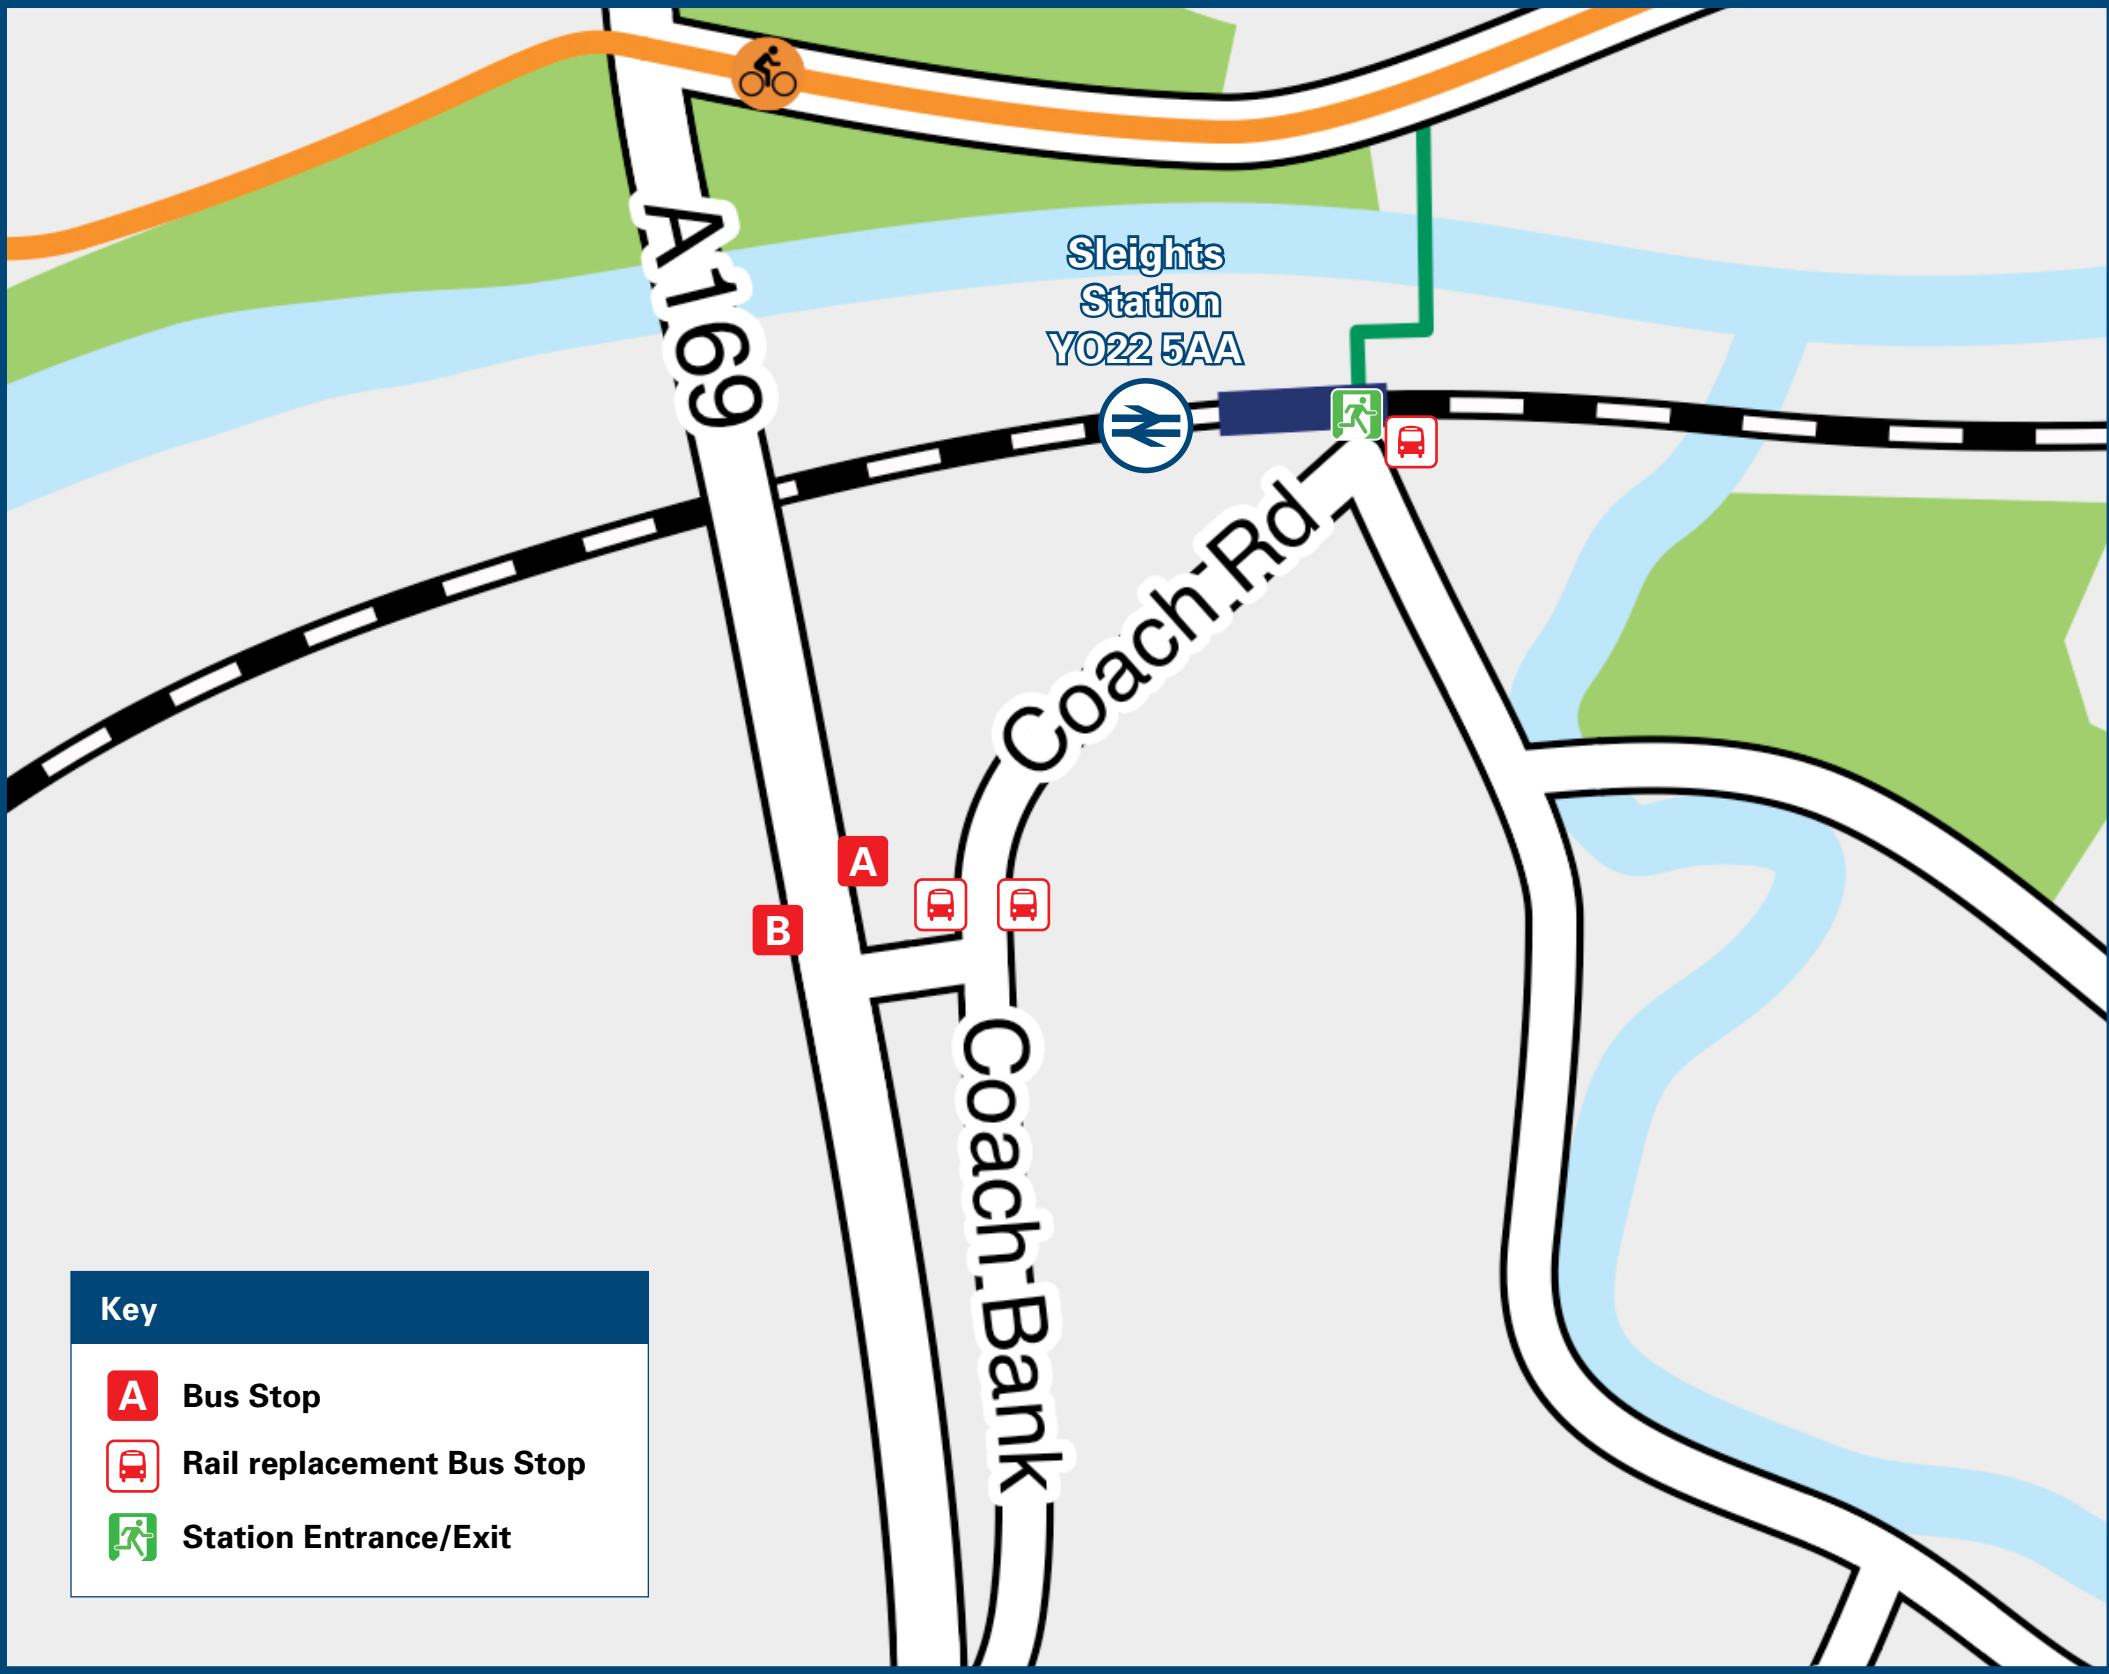 A169
Sleights
Station
YO22 5AA
Coach Rd
A
B
Coach Bank
Key
A Bus Stop
Rail replacement Bus Stop
Station Entrance/Exit